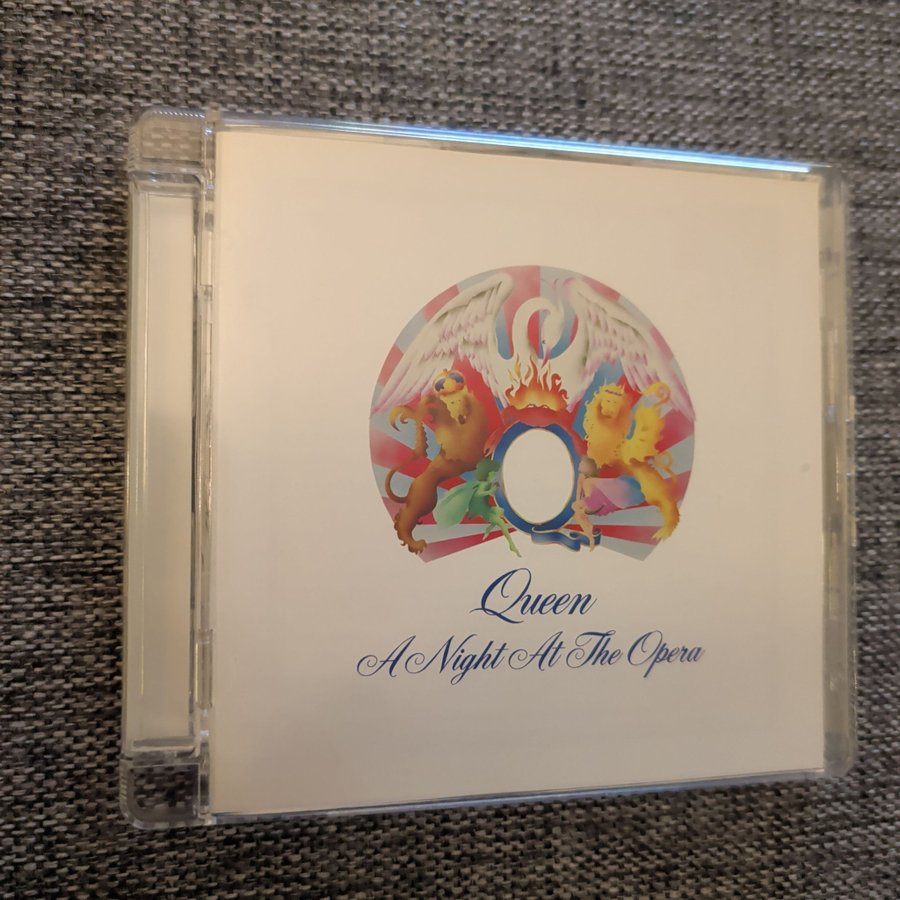 Queen
A Night At The Opera